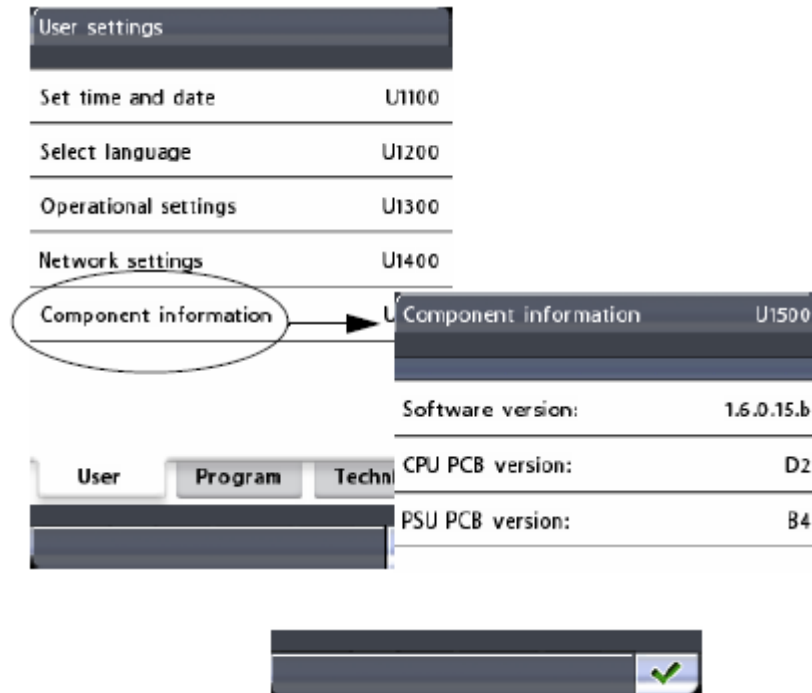 User settings
Set time and date U1100
Select language U1200
Operational settings U1300
Network settings U1400
Component information U
User Program Techni
Component information U1500
Software version: 1.6.0.15.b
CPU PCB version: D2
PSU PCB version: B4